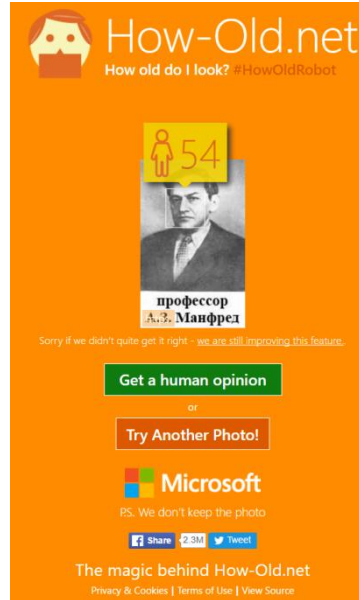 How-Old.net
How old do I look? #HowOldRobot
54
профессор
А.З. Манфред
Sorry if we didn't quite get it right - we are still improving this feature.
Get a human opinion
or
Try Another Photo!
Microsoft
P.S. We don't keep the photo
Share 2.3M Tweet
The magic behind How-Old.net
Privacy & Cookies | Terms of Use | View Source